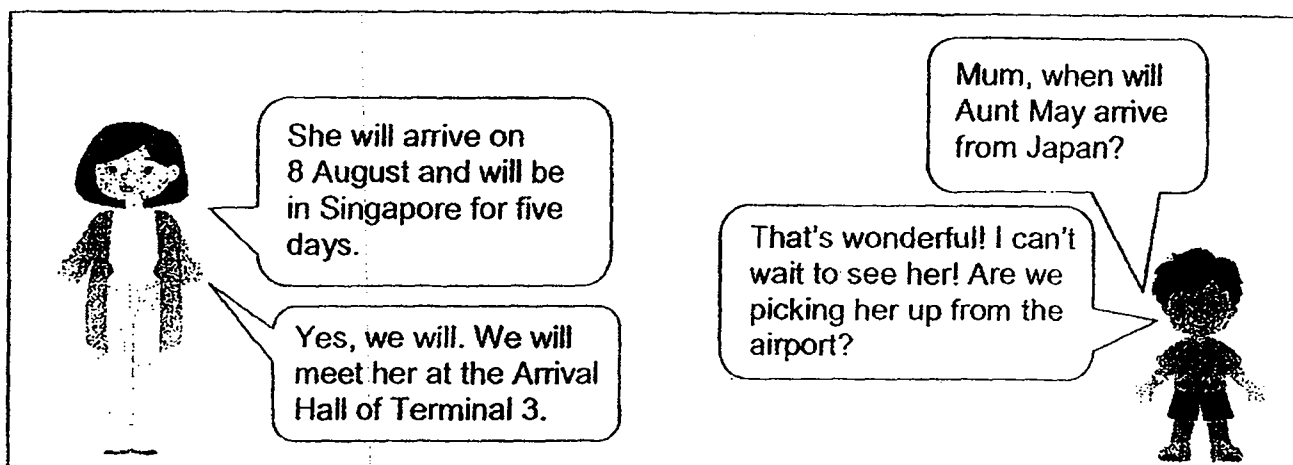 Mum, when will
Aunt May arrive
from Japan?
She will arrive on
8 August and will be
in Singapore for five
days.
That's wonderful! I can't
wait to see her! Are we
picking her up from the
airport?
Yes, we will. We will
meet her at the Arrival
Hall of Terminal 3.